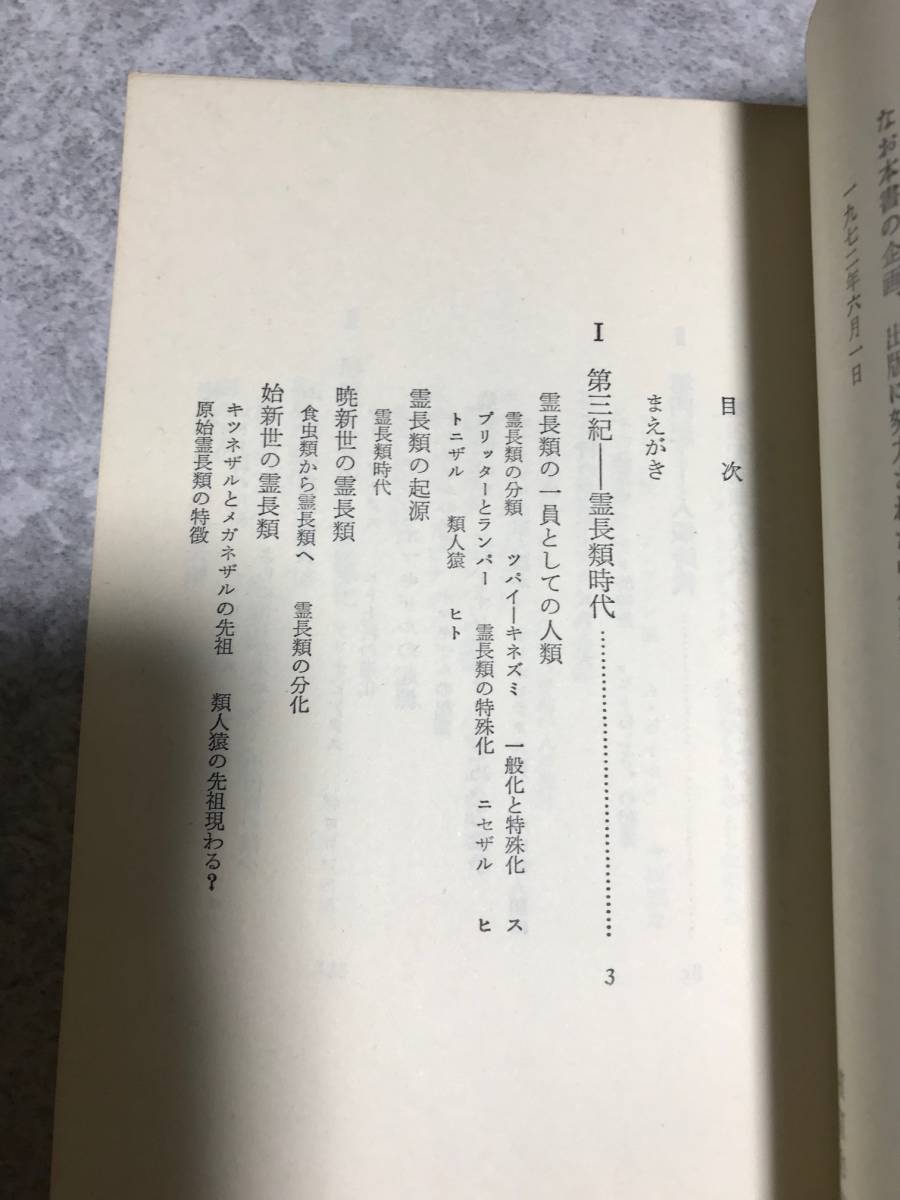 なお本書の企画、出版に努力
一九七二年六月一日
目 次
まえがき
Ⅰ 第三紀――霊長類時代……………………………… 3
霊長類の一員としての人類
霊長類の分類 ツパイ―キネズミ 一般化と特殊化 ス
プリッターとランパー 霊長類の特殊化 ニセザル ヒ
トニザル 類人猿 ヒト
霊長類の起源
霊長類時代
暁新世の霊長類
食虫類から霊長類へ 霊長類の分化
始新世の霊長類
キツネザルとメガネザルの先祖 類人猿の先祖現わる?
原始霊長類の特徴